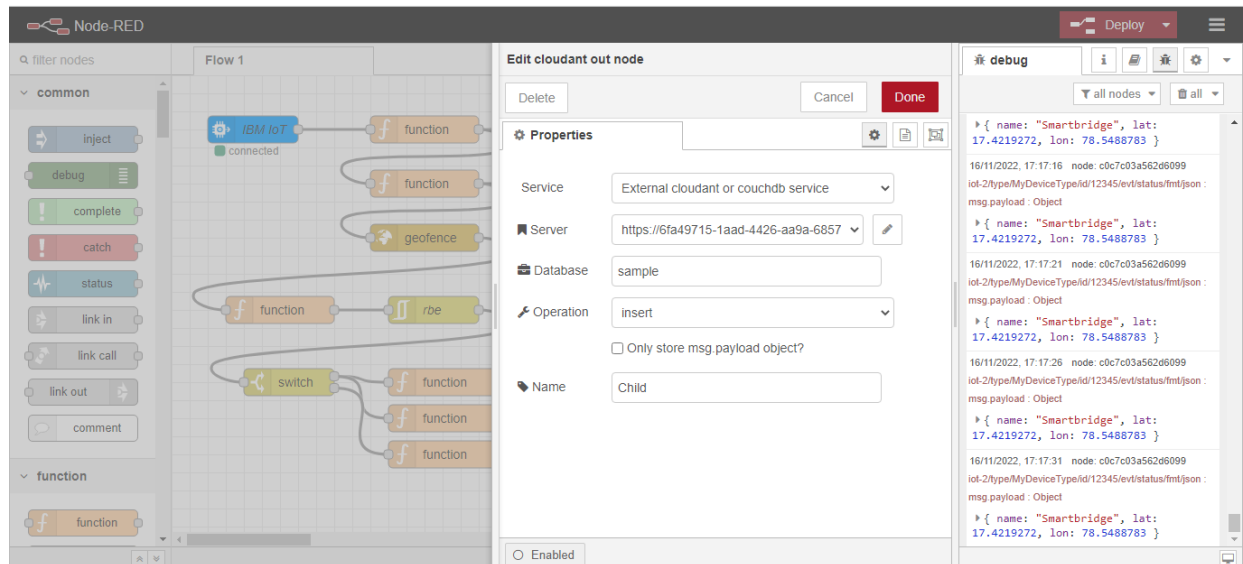 Node-RED
Deploy
filter nodes
common
inject
debug
complete
catch
status
link in
link call
link out
comment
function
function
Flow 1
IBM IoT
connected
function
function
geofence
function
rbe
switch
function
function
function
Edit cloudant out node
Delete
Cancel
Done
Properties
Service
External cloudant or couchdb service
Server
https://6fa49715-1aad-4426-aa9a-6857
Database
sample
Operation
insert
Only store msg.payload object?
Name
Child
Enabled
debug
i
all nodes
all
{ name: "Smartbridge", lat:
17.4219272, lon: 78.5488783 }
16/11/2022, 17:17:16 node: c0c7c03a562d6099
iot-2/type/MyDeviceType/id/12345/evt/status/fmt/json :
msg.payload : Object
{ name: "Smartbridge", lat:
17.4219272, lon: 78.5488783 }
16/11/2022, 17:17:21 node: c0c7c03a562d6099
iot-2/type/MyDeviceType/id/12345/evt/status/fmt/json :
msg.payload : Object
{ name: "Smartbridge", lat:
17.4219272, lon: 78.5488783 }
16/11/2022, 17:17:26 node: c0c7c03a562d6099
iot-2/type/MyDeviceType/id/12345/evt/status/fmt/json :
msg.payload : Object
{ name: "Smartbridge", lat:
17.4219272, lon: 78.5488783 }
16/11/2022, 17:17:31 node: c0c7c03a562d6099
iot-2/type/MyDeviceType/id/12345/evt/status/fmt/json :
msg.payload : Object
{ name: "Smartbridge", lat:
17.4219272, lon: 78.5488783 }